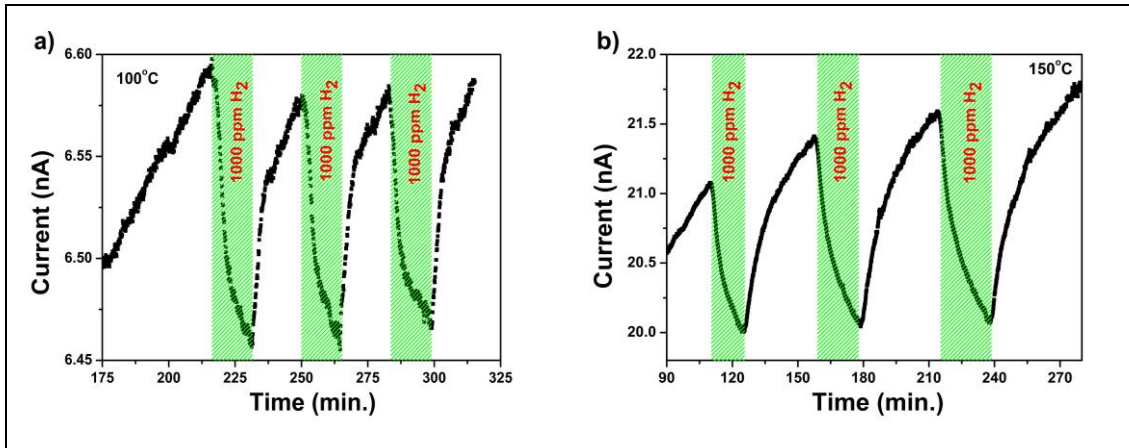 a)
100°C
1000 ppm H2
1000 ppm H2
1000 ppm H2
6.60
6.55
6.50
6.45
Current (nA)
175
200
225
250
275
300
325
Time (min.)
b)
150°C
1000 ppm H2
1000 ppm H2
1000 ppm H2
22.0
21.5
21.0
20.5
20.0
Current (nA)
90
120
150
180
210
240
270
Time (min.)